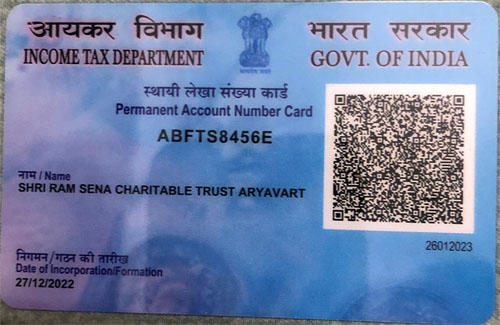 आयकर विभाग
INCOME TAX DEPARTMENT
भारत सरकार
GOVT. OF INDIA
स्थायी लेखा संख्या कार्ड
Permanent Account Number Card
ABFTS8456E
नाम / Name
SHRI RAM SENA CHARITABLE TRUST ARYAVART
26012023
निगमन/गठन की तारीख
Date of Incorporation/Formation
27/12/2022